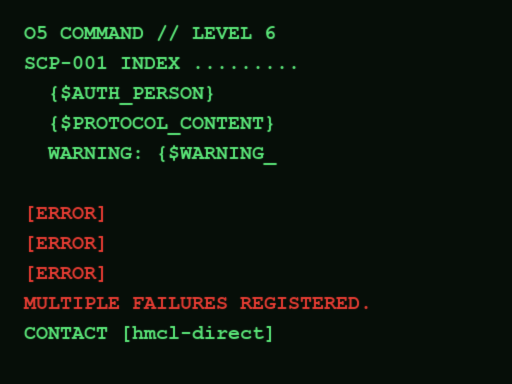 O5 COMMAND // LEVEL 6
SCP-001 INDEX .........
{$AUTH_PERSON}
{$PROTOCOL_CONTENT}
WARNING: {$WARNING_
[ERROR]
[ERROR]
[ERROR]
MULTIPLE FAILURES REGISTERED.
CONTACT [hmcl-direct]